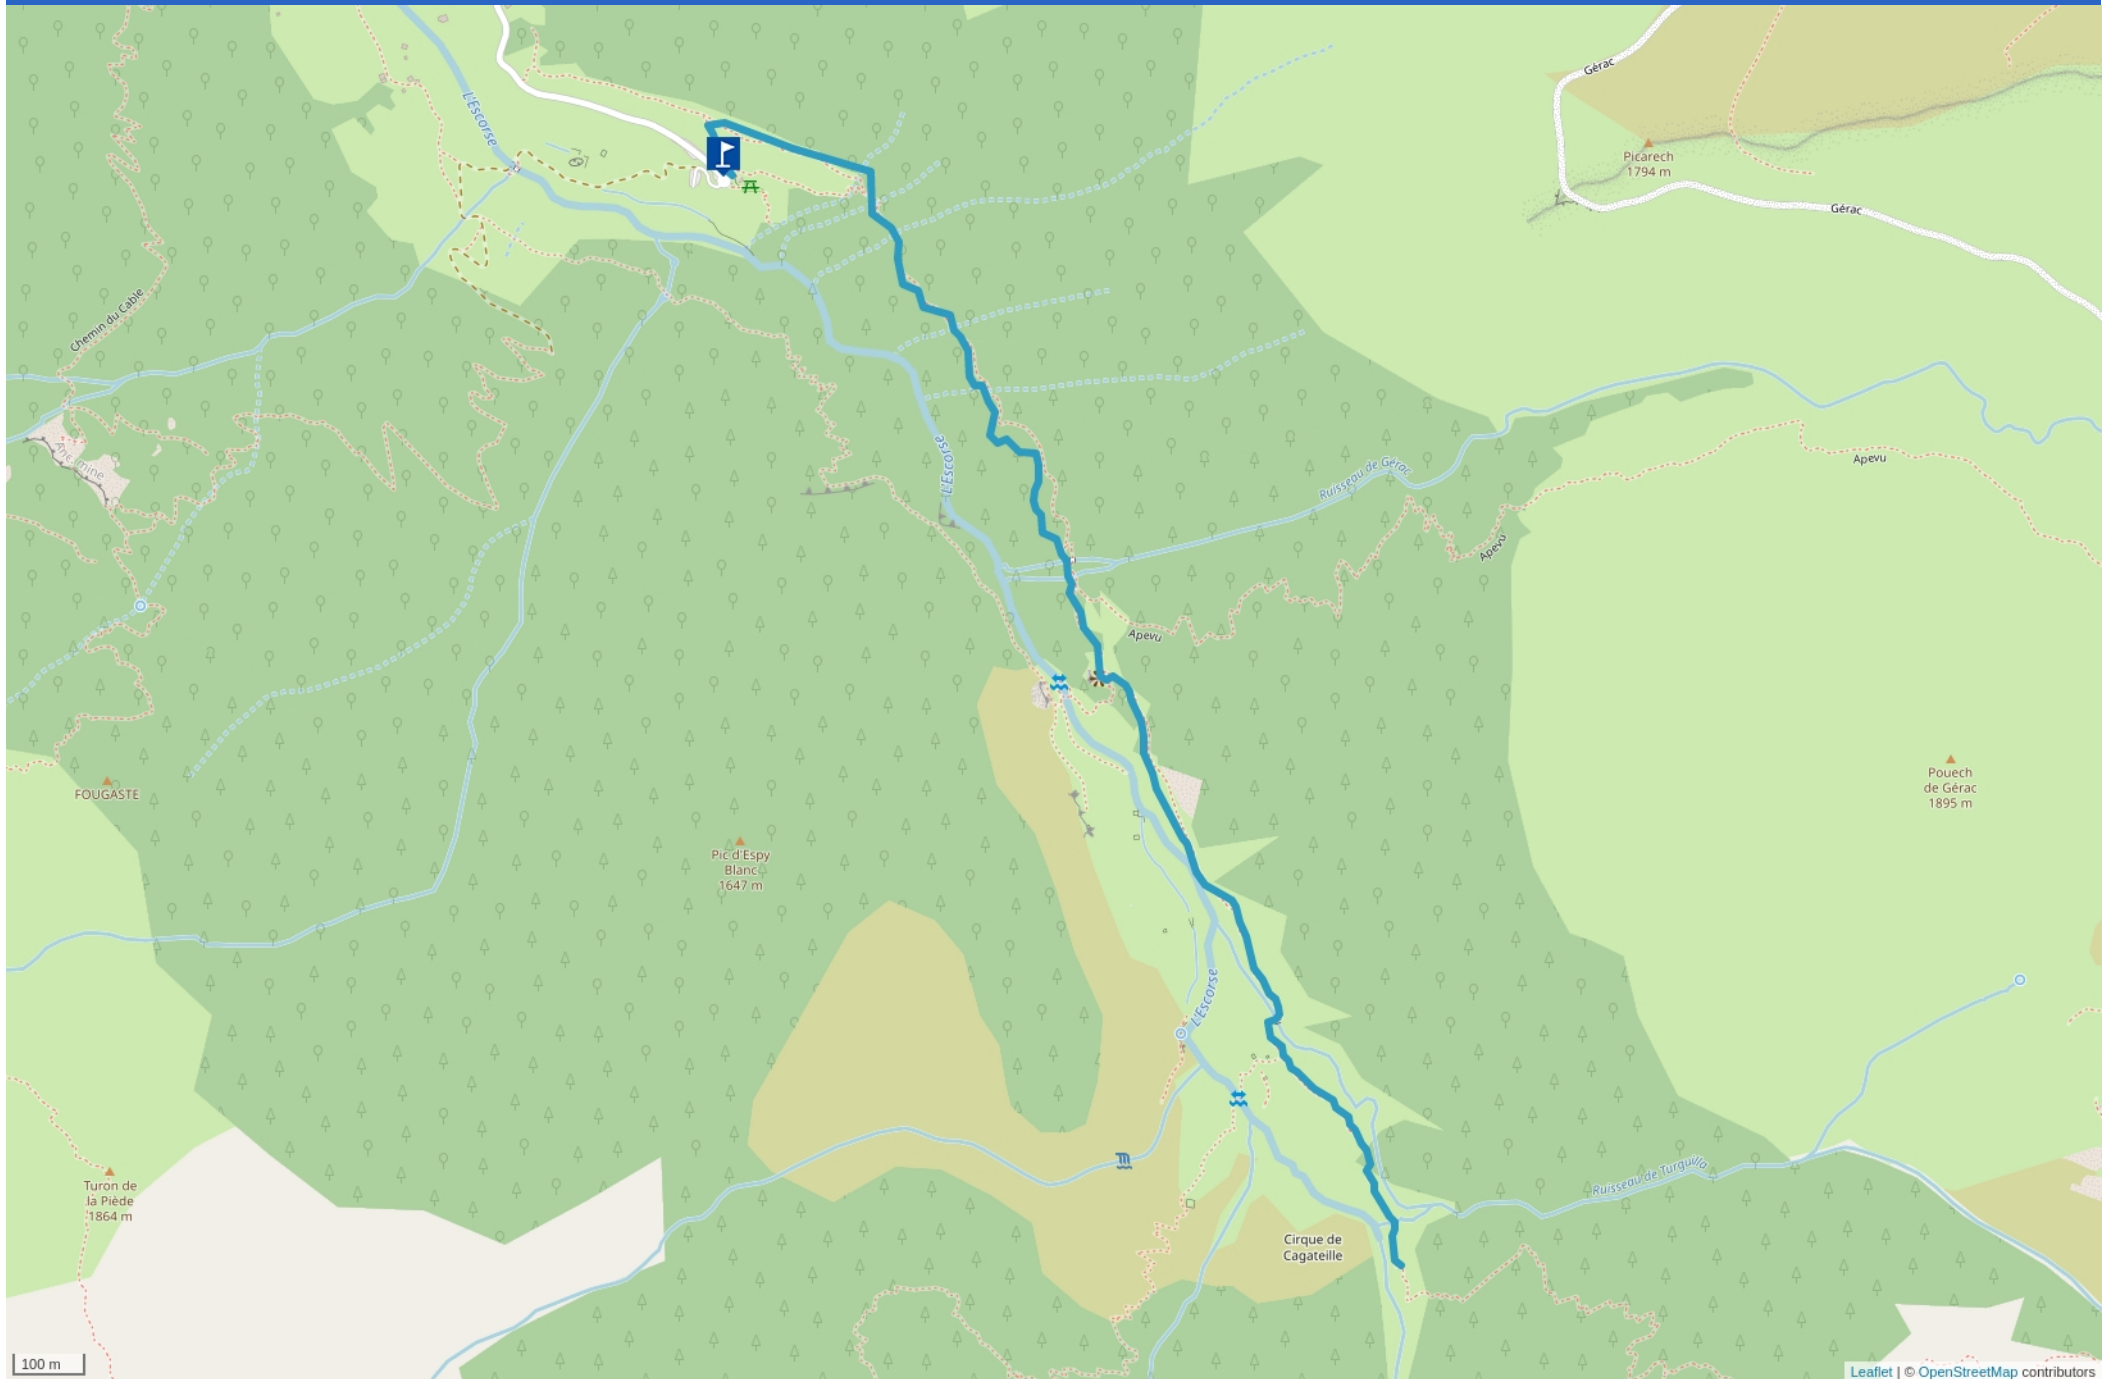 L'Escorse
Gérac
Picarech
1794 m
Gérac
Chemin du Cable
Anc. mine
L'Escorse
Ruisseau de Gérac
Apevu
Apevu
Apevu
FOUGASTE
Pouech
de Gérac
1895 m
Pic d'Espy
Blanc
1647 m
L'Escorse
Turon de
la Piède
1864 m
Ruisseau de Turguilla
Cirque de
Cagateille
100 m
Leaflet | © OpenStreetMap contributors